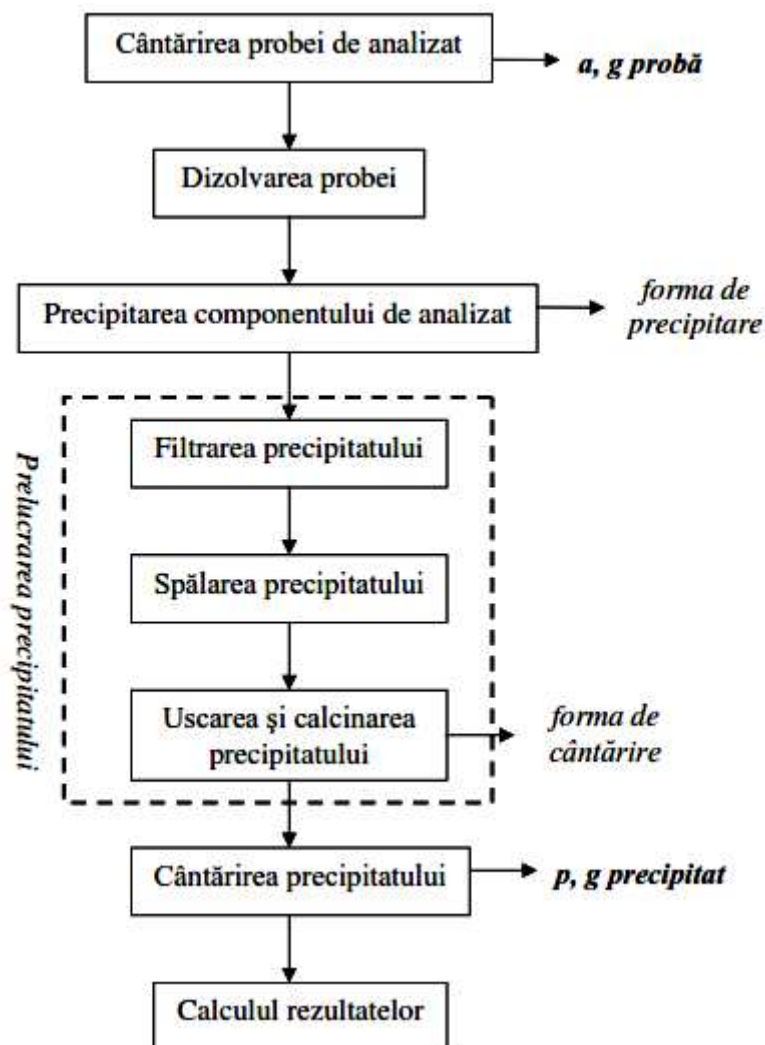 Cântărirea probei de analizat
a, g probă
Dizolvarea probei
Precipitarea componentului de analizat
forma de
precipitare
Prelucrarea precipitatului
Filtrarea precipitatului
Spălarea precipitatului
Uscarea şi calcinarea
precipitatului
forma de
cântărire
Cântărirea precipitatului
p, g precipitat
Calculul rezultatelor